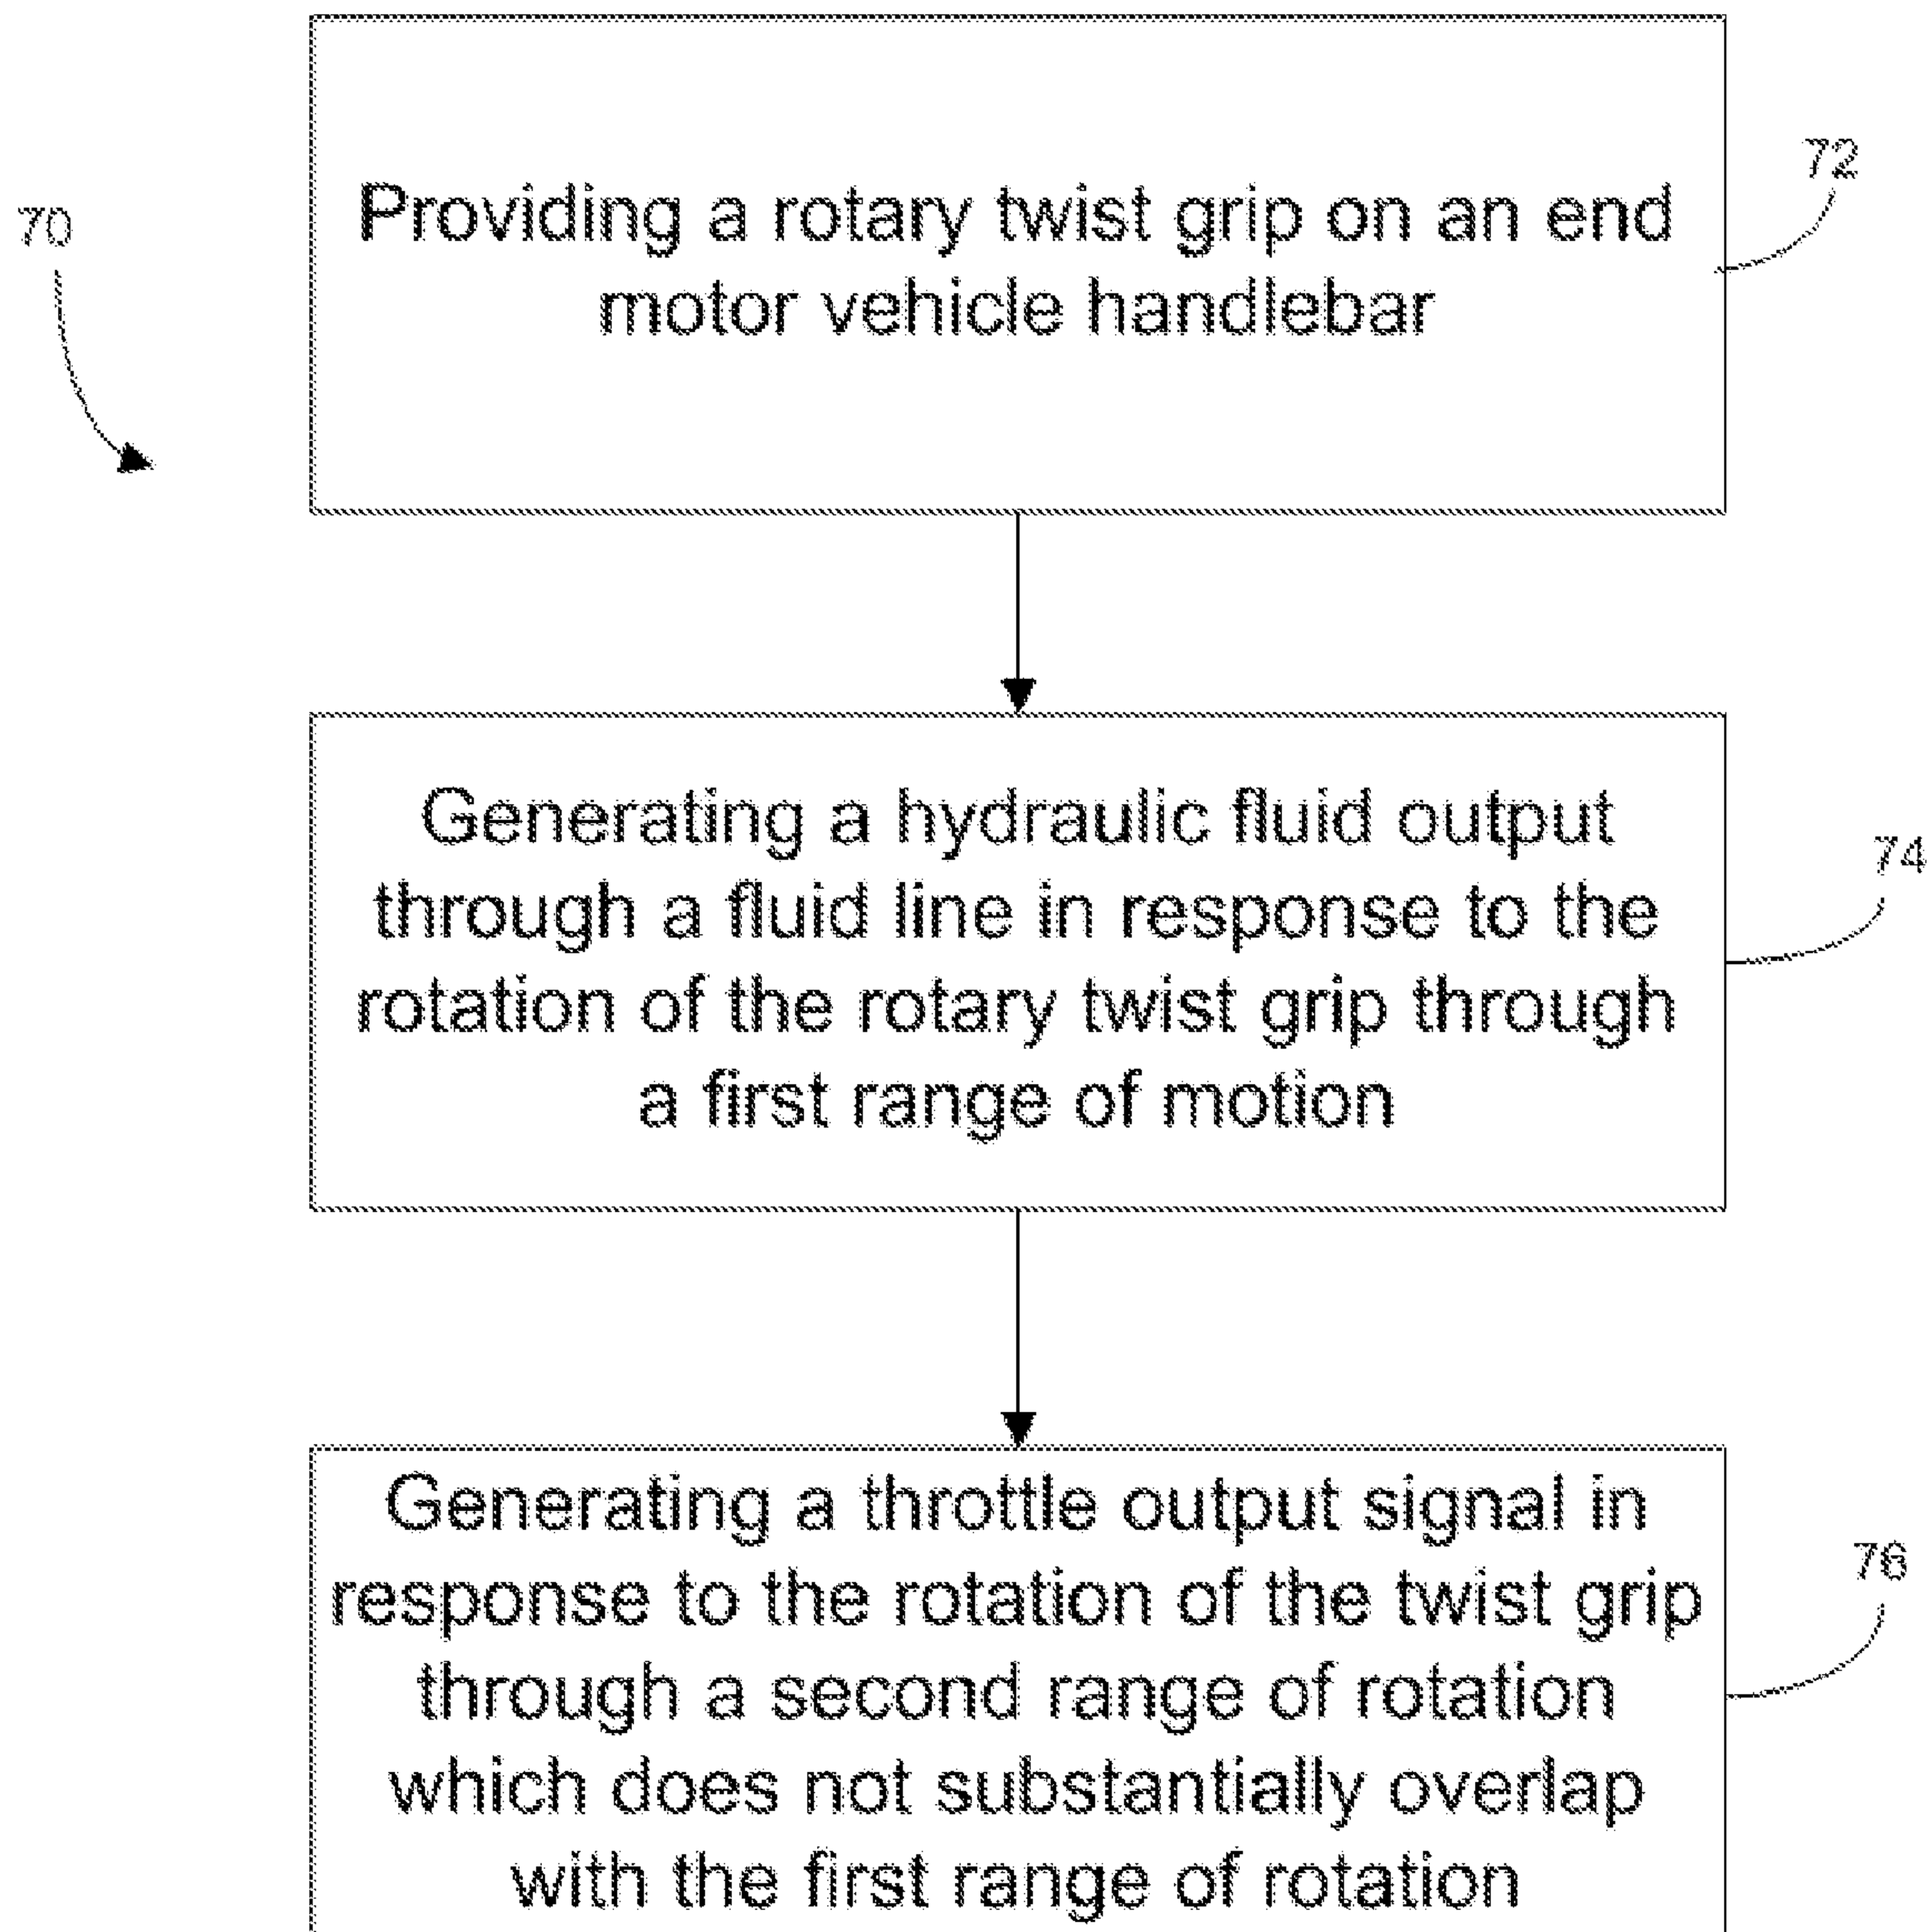 70
72
Providing a rotary twist grip on an end
motor vehicle handlebar
74
Generating a hydraulic fluid output
through a fluid line in response to the
rotation of the rotary twist grip through
a first range of motion
76
Generating a throttle output signal in
response to the rotation of the twist grip
through a second range of rotation
which does not substantially overlap
with the first range of rotation